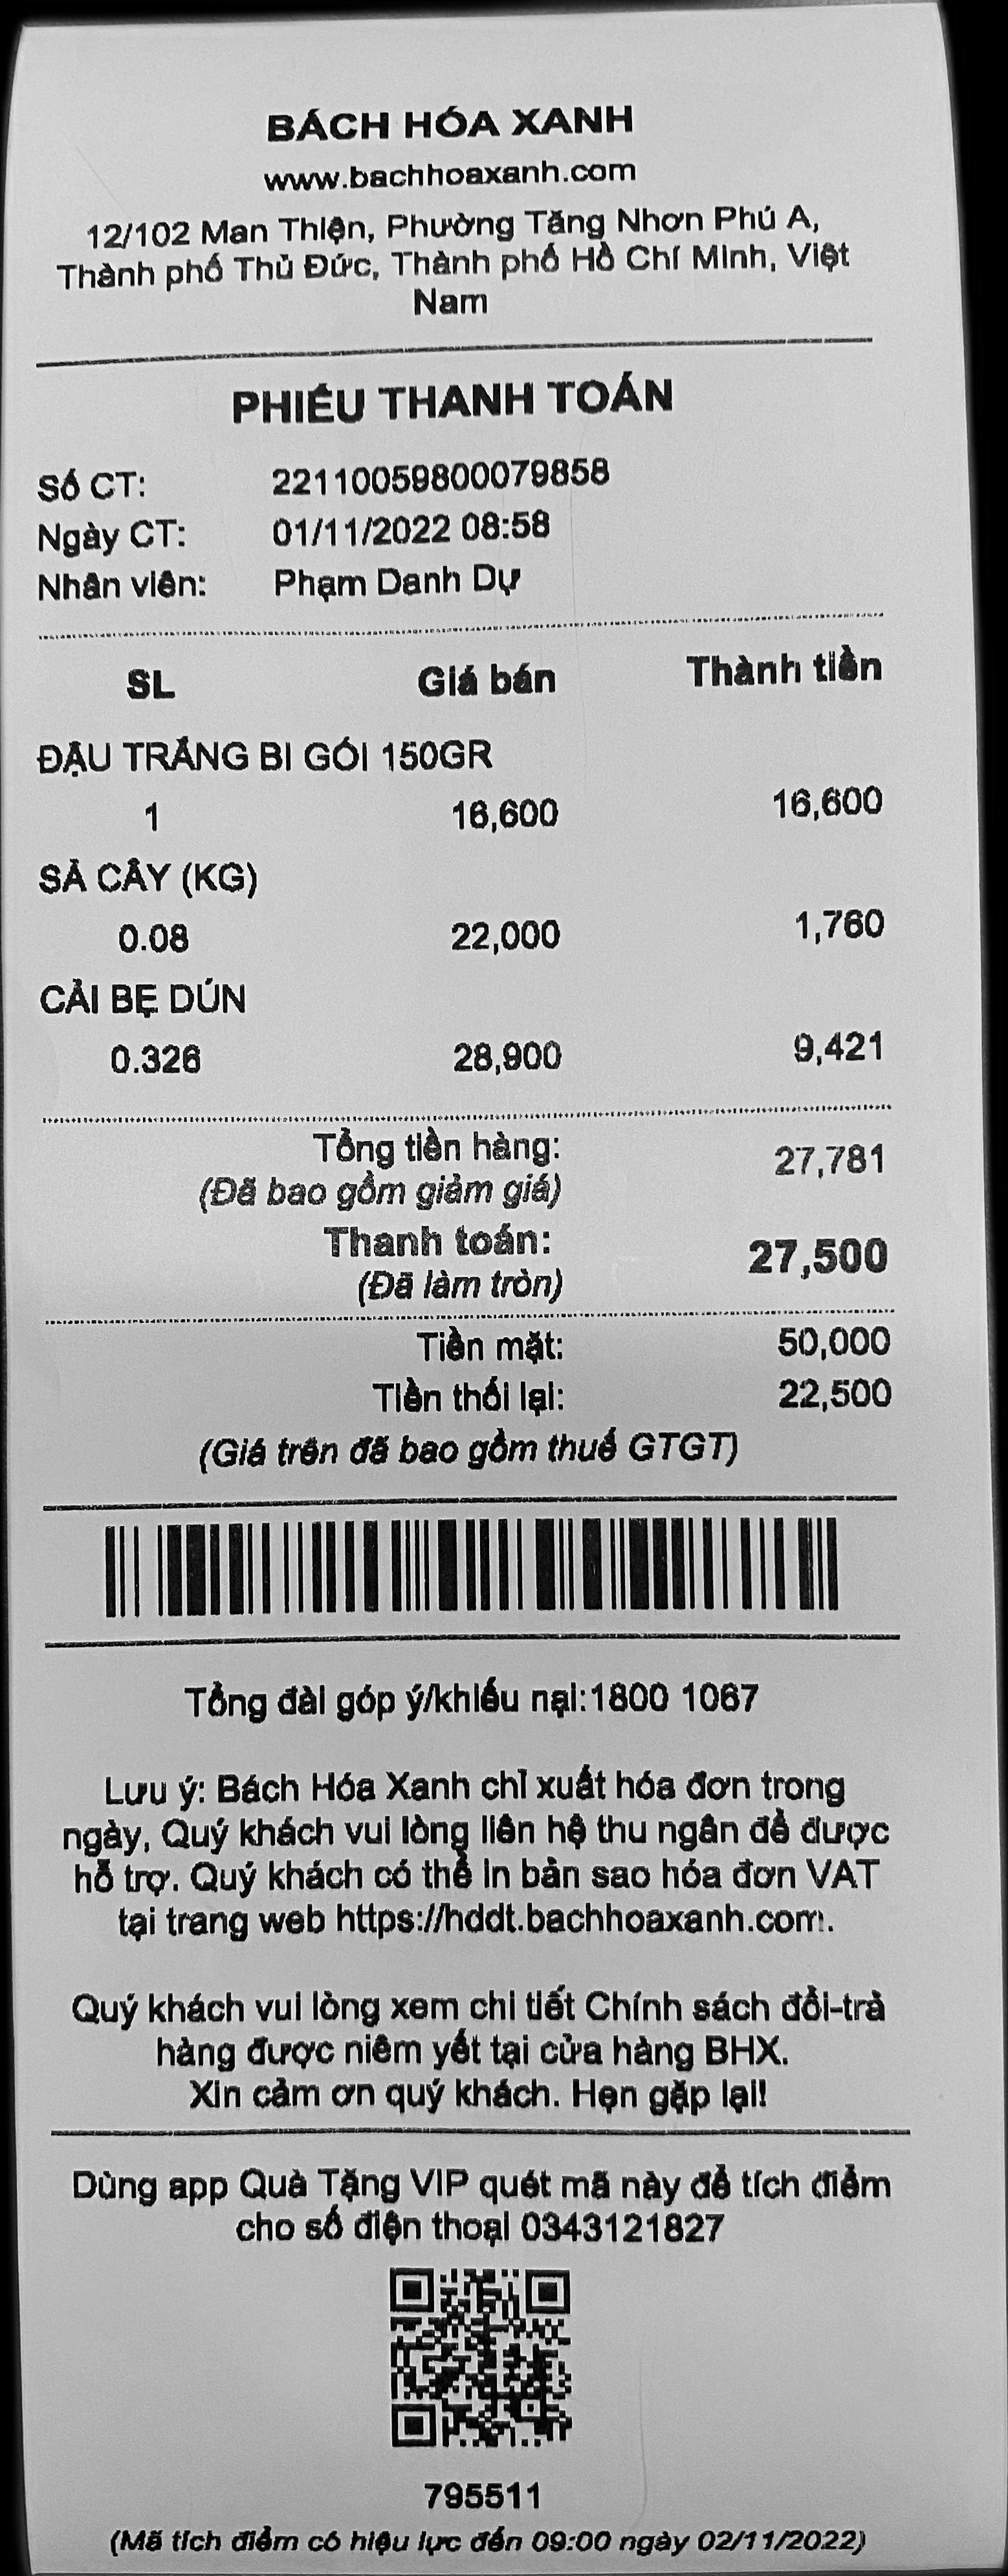 BÁCH HÓA XANH
www.bachhoaxanh.com
12/102 Man Thiện, Phường Tăng Nhơn Phú A,
Thành phố Thủ Đức, Thành phố Hồ Chí Minh, Việt
Nam
PHIẾU THANH TOÁN
Số CT: 22110059800079858
Ngày CT: 01/11/2022 08:58
Nhân viên: Phạm Danh Dự
SL Giá bán Thành tiền
ĐẬU TRẮNG BI GÓI 150GR
1 16,600 16,600
SẢ CÂY (KG)
0.08 22,000 1,760
CẢI BẸ DÚN
0.326 28,900 9,421
Tổng tiền hàng: 27,781
(Đã bao gồm giảm giá)
Thanh toán: 27,500
(Đã làm tròn)
Tiền mặt: 50,000
Tiền thối lại: 22,500
(Giá trên đã bao gồm thuế GTGT)
Tổng đài góp ý/khiếu nại:1800 1067
Lưu ý: Bách Hóa Xanh chỉ xuất hóa đơn trong
ngày, Quý khách vui lòng liên hệ thu ngân để được
hỗ trợ. Quý khách có thể in bản sao hóa đơn VAT
tại trang web https://hddt.bachhoaxanh.com.
Quý khách vui lòng xem chi tiết Chính sách đổi-trả
hàng được niêm yết tại cửa hàng BHX.
Xin cảm ơn quý khách. Hẹn gặp lại!
Dùng app Quà Tặng VIP quét mã này để tích điểm
cho số điện thoại 0343121827
795511
(Mã tích điểm có hiệu lực đến 09:00 ngày 02/11/2022)